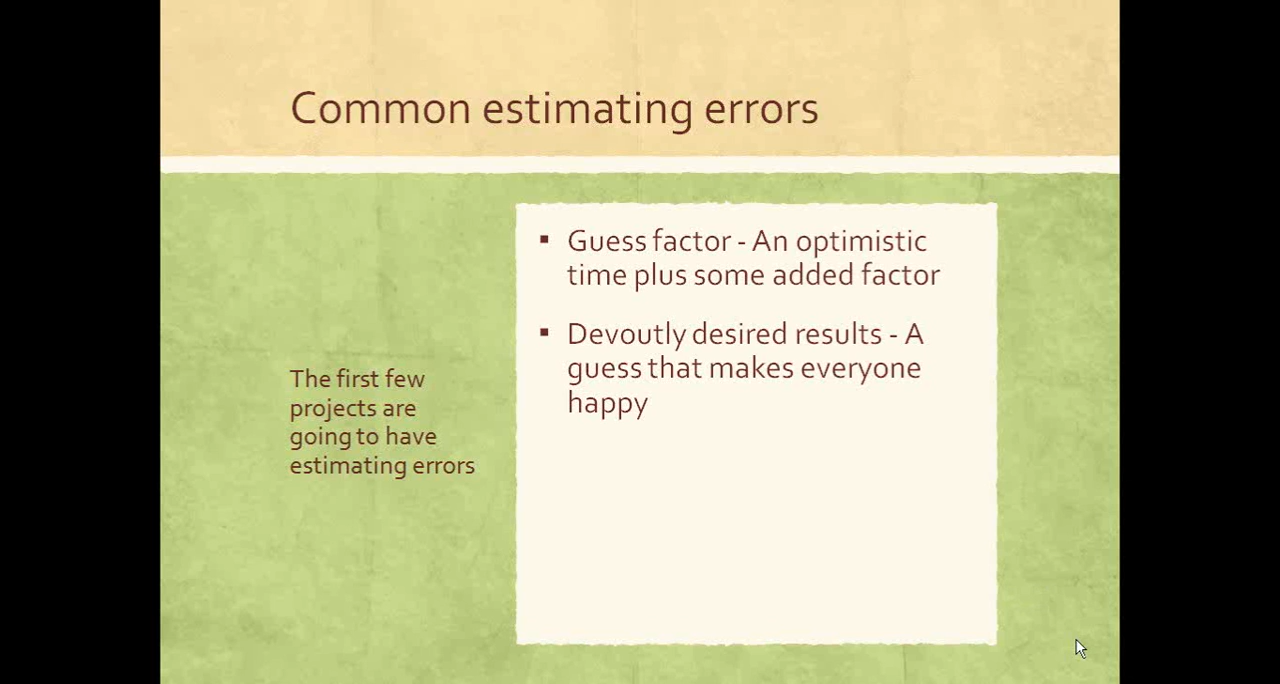 Common estimating errors
The first few
projects are
going to have
estimating errors
▪ Guess factor - An optimistic
time plus some added factor
▪ Devoutly desired results - A
guess that makes everyone
happy